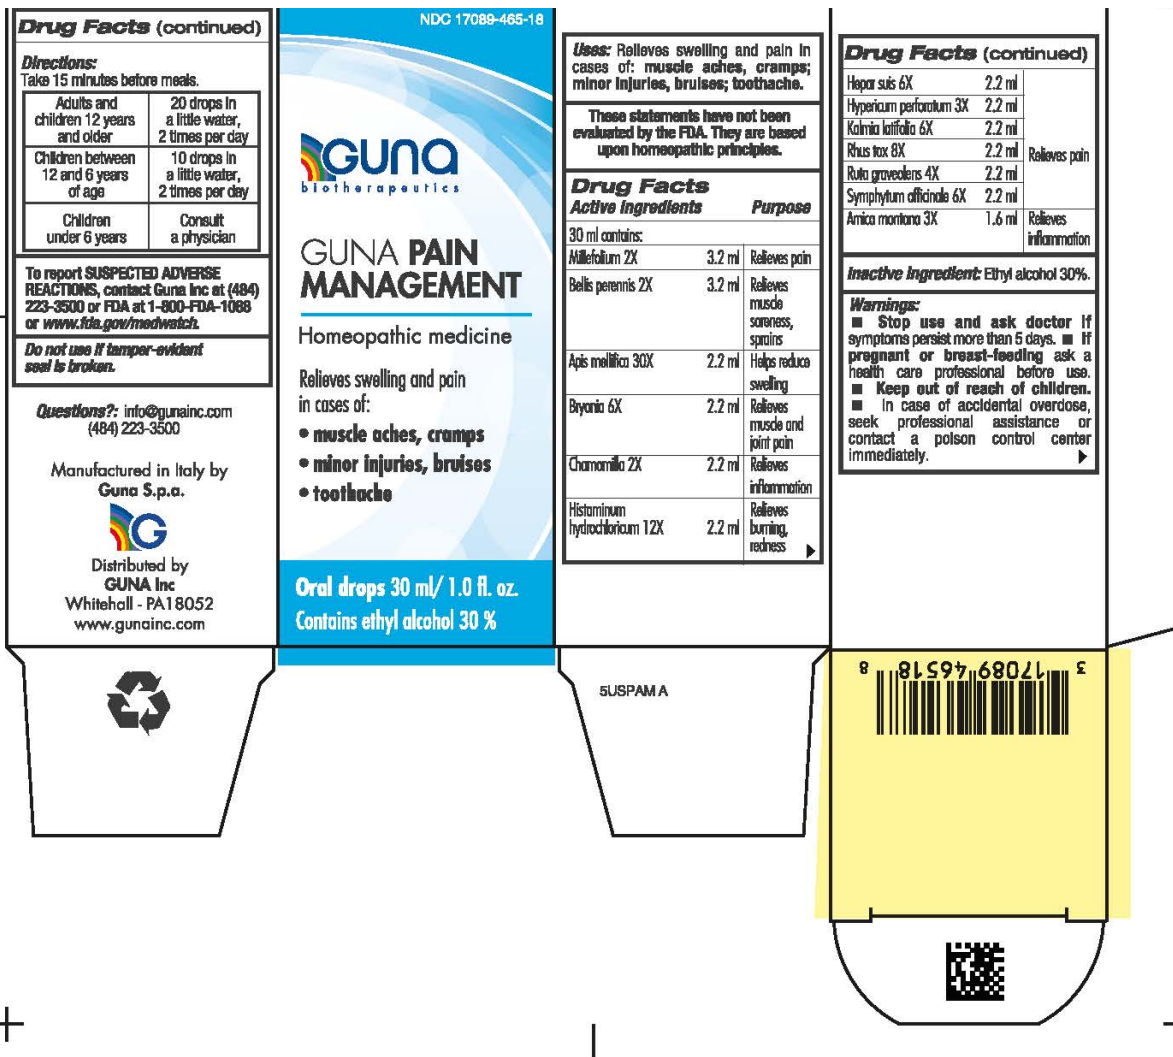 Drug Facts (continued)
Directions:
Take 15 minutes before meals.
Adults and
children 12 years
and older
20 drops in
a little water,
2 times per day
Children between
12 and 6 years
of age
10 drops in
a little water,
2 times per day
Children
under 6 years
Consult
a physician
To report SUSPECTED ADVERSE
REACTIONS, contact Guna Inc at (484)
223-3500 or FDA at 1-800-FDA-1088
or www.fda.gov/medwatch.
Do not use if tamper-evident
seal is broken.
Questions?: info@gunainc.com
(484) 223-3500
Manufactured in Italy by
Guna S.p.a.
G
Distributed by
GUNA Inc
Whitehall - PA18052
www.gunainc.com
NDC 17089-465-18
GUNA
biotherapeutics
GUNA PAIN
MANAGEMENT
Homeopathic medicine
Relieves swelling and pain
in cases of:
• muscle aches, cramps
• minor injuries, bruises
• toothache
Oral drops 30 ml/ 1.0 fl. oz.
Contains ethyl alcohol 30 %
Uses: Relieves swelling and pain in
cases of: muscle aches, cramps;
minor injuries, bruises; toothache.
These statements have not been
evaluated by the FDA. They are based
upon homeopathic principles.
Drug Facts
Active ingredients Purpose
30 ml contains:
Millefolium 2X 3.2 ml Relieves pain
Bellis perennis 2X 3.2 ml Relieves
muscle
soreness,
sprains
Apis mellifica 30X 2.2 ml Helps reduce
swelling
Bryonia 6X 2.2 ml Relieves
muscle and
joint pain
Chamomilla 2X 2.2 ml Relieves
inflammation
Histaminum
hydrochloricum 12X 2.2 ml Relieves
burning,
redness
5USPAM A
Drug Facts (continued)
Hepar suis 6X 2.2 ml
Hypericum perforatum 3X 2,2 ml
Kalmia latifolia 6X 2.2 ml
Rhus tox 8X 2.2 ml Relieves pain
Ruta graveolens 4X 2.2 ml
Symphytum officinale 6X 2.2 ml
Arnica montana 3X 1.6 ml Relieves
inflammation
Inactive ingredient: Ethyl alcohol 30%.
Warnings:
■ Stop use and ask doctor if
symptoms persist more than 5 days. ■ If
pregnant or breast-feeding ask a
health care professional before use.
■ Keep out of reach of children.
■ In case of accidental overdose,
seek professional assistance or
contact a poison control center
immediately.
3 17089 46518 8